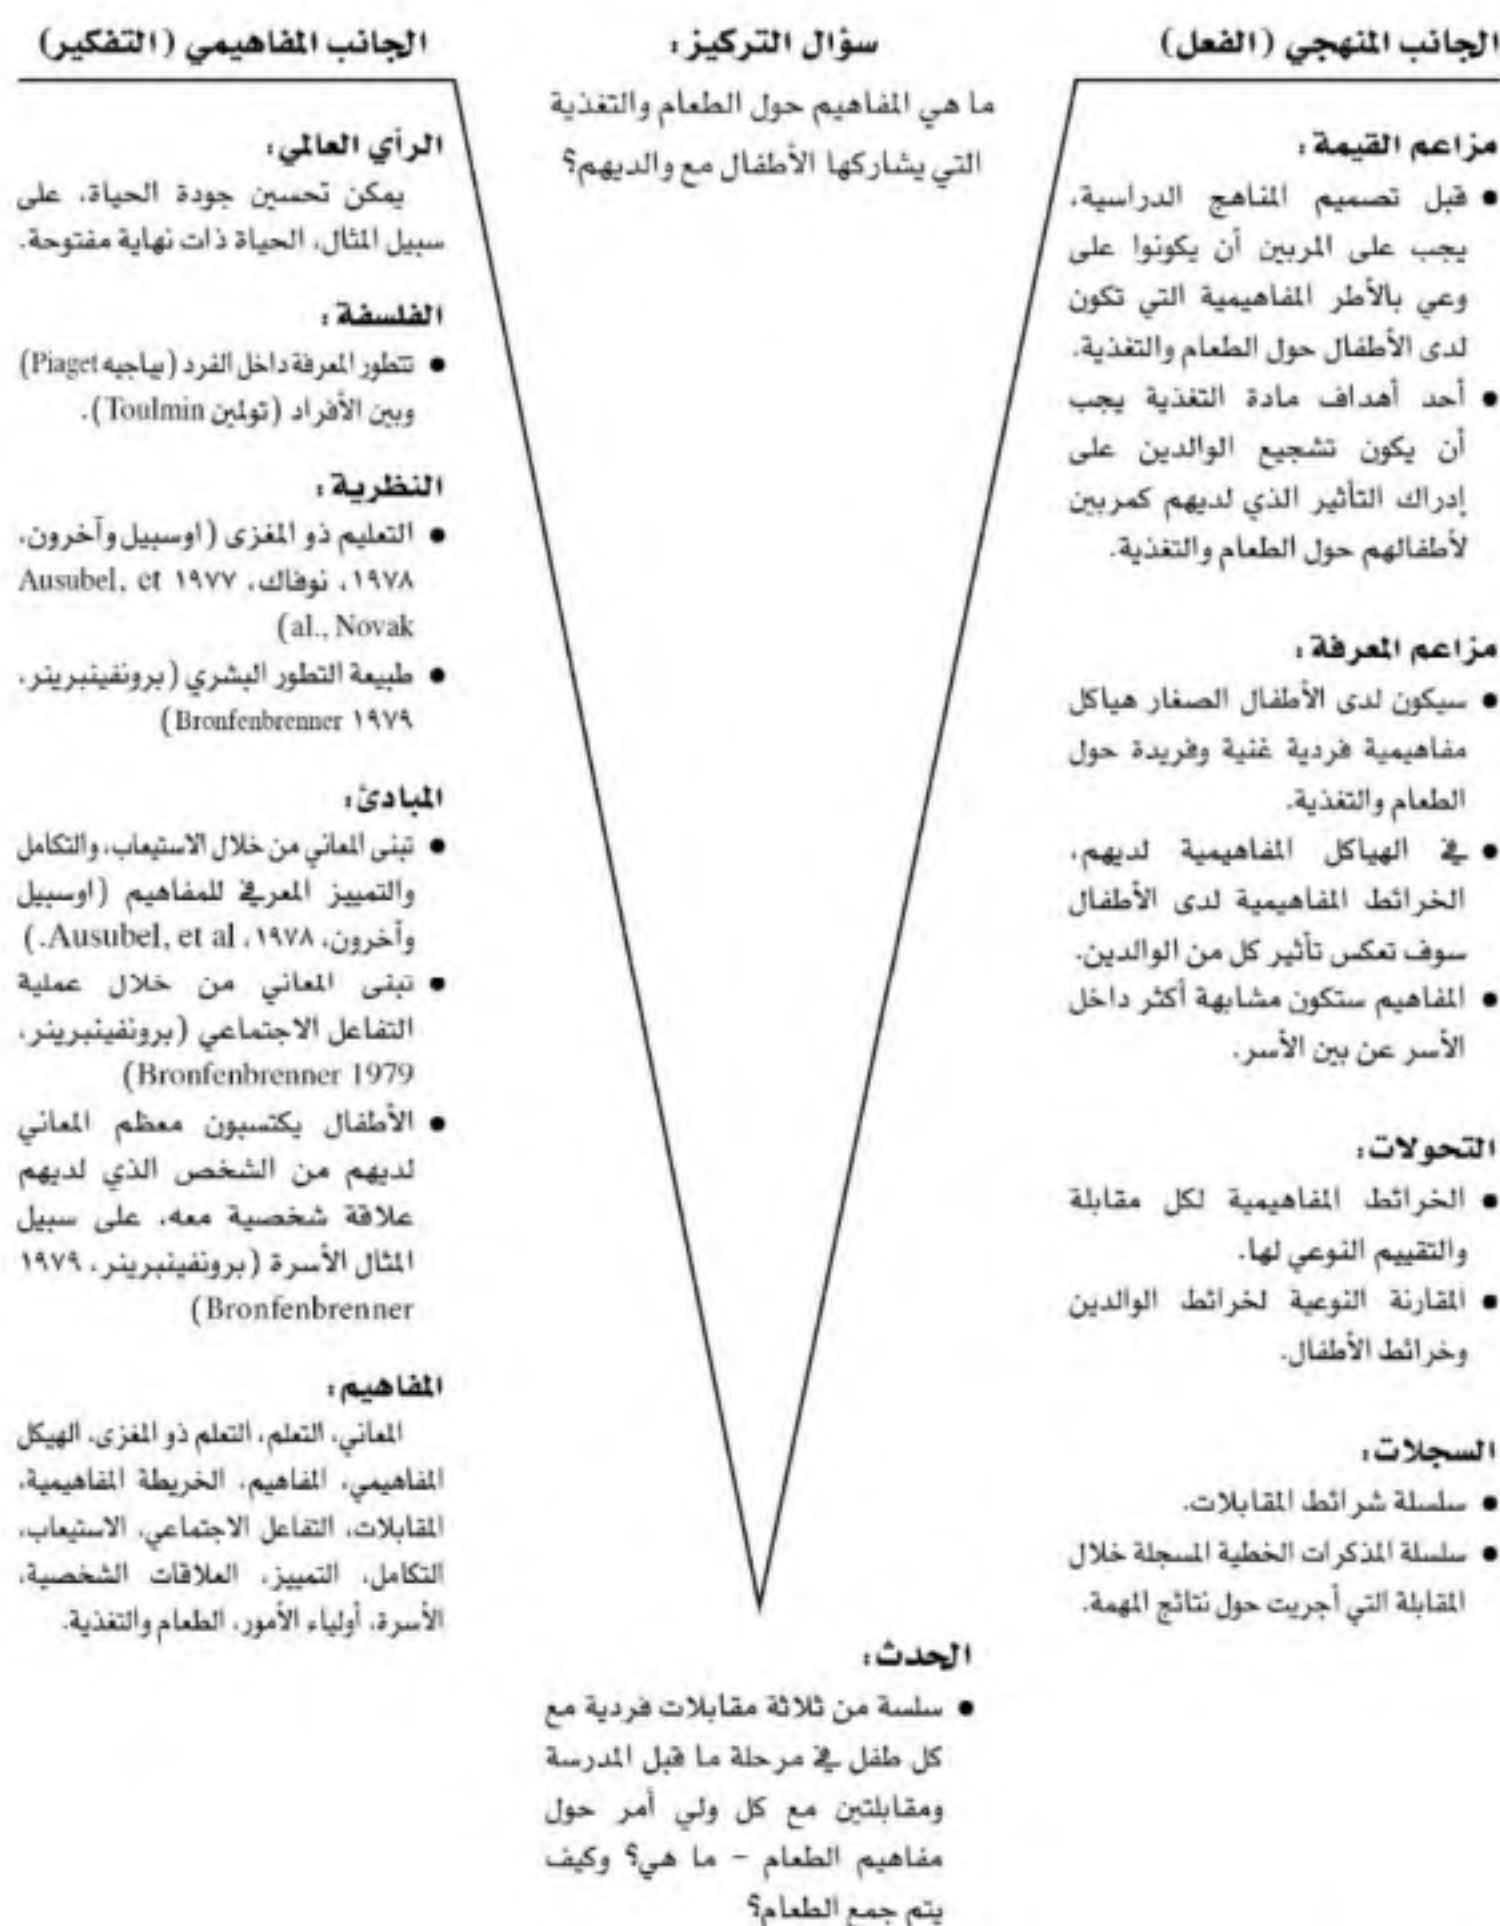 الجانب المنهجي (الفعل)
مزاعم القيمة:
● قبل تصميم المناهج الدراسية،
يجب على المربين أن يكونوا على
وعي بالأطر المفاهيمية التي تكون
لدى الأطفال حول الطعام والتغذية.
● أحد أهداف مادة التغذية يجب
أن يكون تشجيع الوالدين على
إدراك التأثير الذي لديهم كمربين
لأطفالهم حول الطعام والتغذية.
مزاعم المعرفة:
● سيكون لدى الأطفال الصغار هياكل
مفاهيمية فردية غنية وفريدة حول
الطعام والتغذية.
● في الهياكل المفاهيمية لديهم،
الخرائط المفاهيمية لدى الأطفال
سوف تعكس تأثير كل من الوالدين.
● المفاهيم ستكون مشابهة أكثر داخل
الأسر عن بين الأسر.
التحولات:
● الخرائط المفاهيمية لكل مقابلة
والتقييم النوعي لها.
● المقارنة النوعية لخرائط الوالدين
وخرائط الأطفال.
السجلات:
● سلسلة شرائط المقابلات.
● سلسلة المذكرات الخطية المسجلة خلال
المقابلة التي أجريت حول نتائج المهمة.
سؤال التركيز:
ما هي المفاهيم حول الطعام والتغذية
التي يشاركها الأطفال مع والديهم؟
الحدث:
● سلسة من ثلاثة مقابلات فردية مع
كل طفل في مرحلة ما قبل المدرسة
ومقابلتين مع كل ولي أمر حول
مفاهيم الطعام – ما هي؟ وكيف
يتم جمع الطعام؟
الجانب المفاهيمي (التفكير)
الرأي العالمي:
يمكن تحسين جودة الحياة، على
سبيل المثال، الحياة ذات نهاية مفتوحة.
الفلسفة:
● تتطور المعرفة داخل الفرد (بياجيه Piaget)
وبين الأفراد (تولمين Toulmin).
النظرية:
● التعليم ذو المغزى (اوسبيل وآخرون،
١٩٧٨، نوفاك، ١٩٧٧ Ausubel, et
al., Novak)
● طبيعة التطور البشري (برونفينبرينر،
١٩٧٩ Bronfenbrenner)
المبادئ:
● تبنى المعاني من خلال الاستيعاب، والتكامل
والتمييز المعرفي للمفاهيم (اوسبيل
وآخرون، ١٩٧٨، Ausubel, et al.)
● تبنى المعاني من خلال عملية
التفاعل الاجتماعي (برونفينبرينر،
Bronfenbrenner 1979)
● الأطفال يكتسبون معظم المعاني
لديهم من الشخص الذي لديهم
علاقة شخصية معه، على سبيل
المثال الأسرة (برونفينبرينر، ١٩٧٩
Bronfenbrenner)
المفاهيم:
المعاني، التعلم، التعلم ذو المغزى، الهيكل
المفاهيمي، المفاهيم، الخريطة المفاهيمية،
المقابلات، التفاعل الاجتماعي، الاستيعاب،
التكامل، التمييز، العلاقات الشخصية،
الأسرة، أولياء الأمور، الطعام والتغذية.